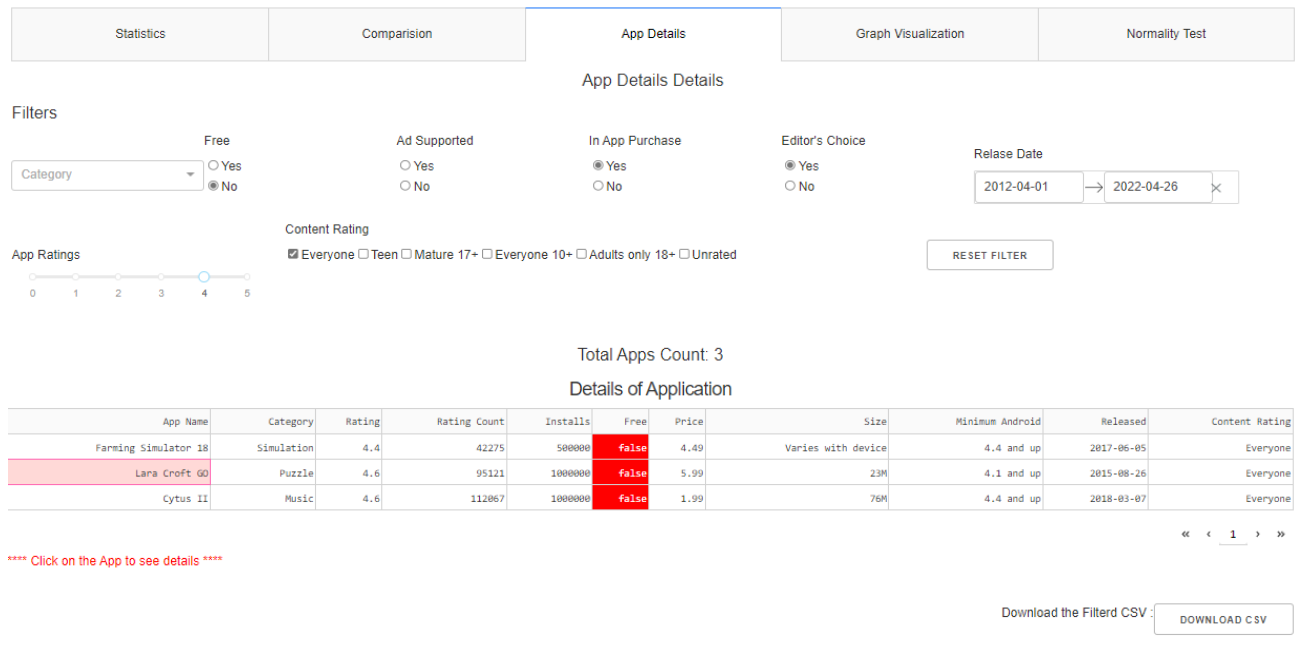 Statistics Comparision App Details Graph Visualization Normality Test
App Details Details
Filters
Free Ad Supported In App Purchase Editor's Choice
Relase Date
Category
Yes Yes Yes Yes
No No No No
2012-04-01 → 2022-04-26 ×
Content Rating
App Ratings
Everyone Teen Mature 17+ Everyone 10+ Adults only 18+ Unrated
RESET FILTER
0 1 2 3 4 5
Total Apps Count: 3
Details of Application
App Name Category Rating Rating Count Installs Free Price Size Minimum Android Released Content Rating
Farming Simulator 18 Simulation 4.4 42275 500000 false 4.49 Varies with device 4.4 and up 2017-06-05 Everyone
Lara Croft GO Puzzle 4.6 95121 1000000 false 5.99 23M 4.1 and up 2015-08-26 Everyone
Cytus II Music 4.6 112067 1000000 false 1.99 76M 4.4 and up 2018-03-07 Everyone
« ‹ 1 › »
**** Click on the App to see details ****
Download the Filterd CSV : DOWNLOAD CSV